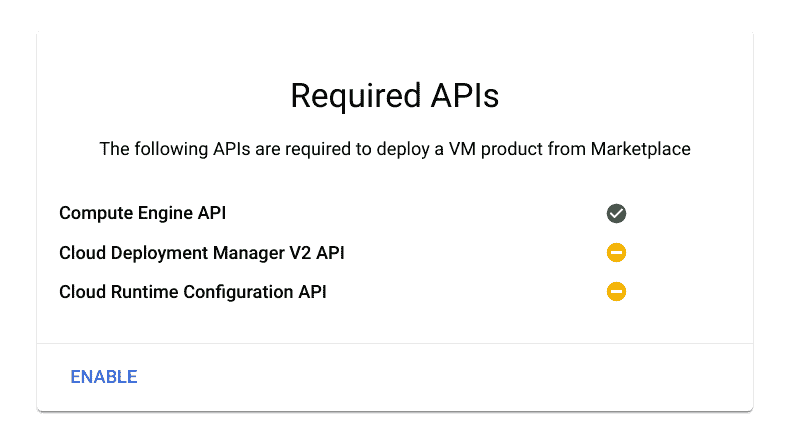 Required APIs
The following APIs are required to deploy a VM product from Marketplace
Compute Engine API
Cloud Deployment Manager V2 API
Cloud Runtime Configuration API
ENABLE